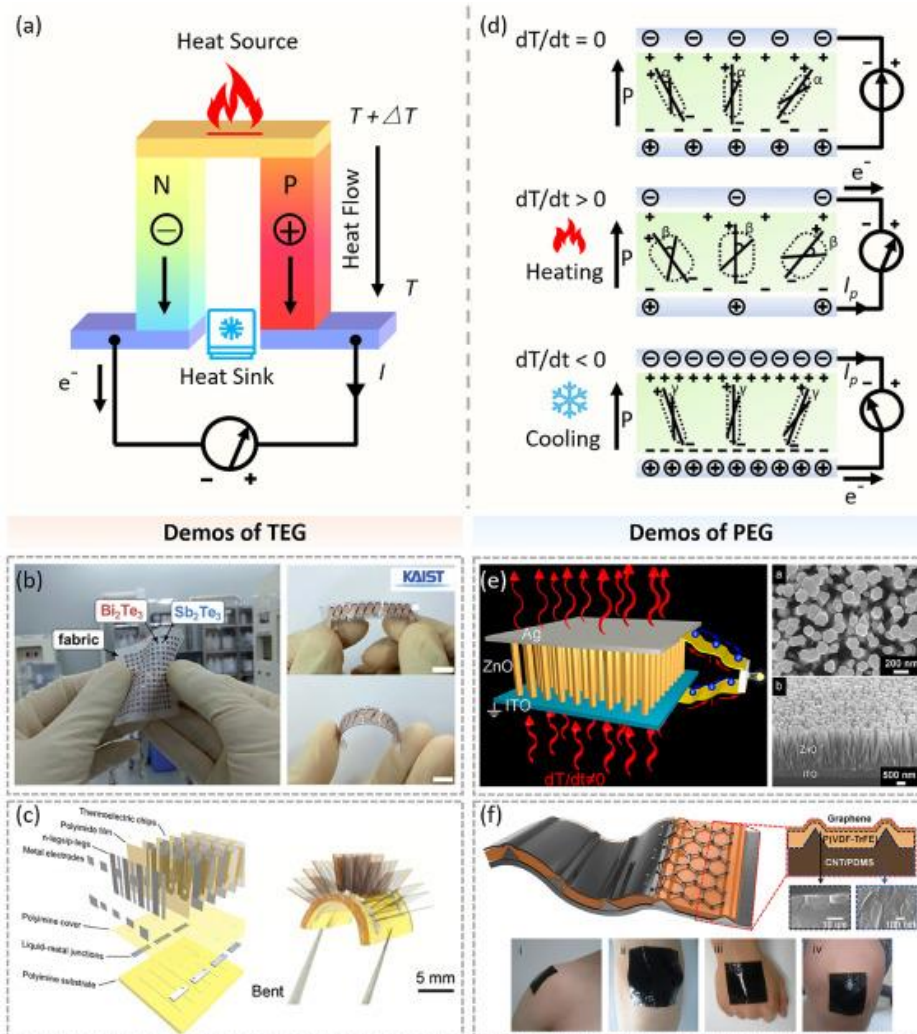 (a)
Heat Source
T + △T
N
P
Heat Flow
T
Heat Sink
e⁻
I
- +
(d)
dT/dt = 0
P
α
α
α
e⁻
dT/dt > 0
Heating
P
β
β
β
Iₚ
dT/dt < 0
Cooling
P
γ
γ
γ
Iₚ
e⁻
Demos of TEG
Demos of PEG
(b)
Bi₂Te₃
Sb₂Te₃
fabric
KAIST
(e)
Ag
ZnO
ITO
dT/dt≠0
a
200 nm
b
ZnO
ITO
500 nm
(c)
Thermoelectric chips
Polyimide film
n-legs/p-legs
Metal electrodes
Polyimine cover
Liquid-metal junctions
Polyimine substrate
Bent
5 mm
(f)
Graphene
P(VDF-TrFE)
CNT/PDMS
i
ii
iii
iv